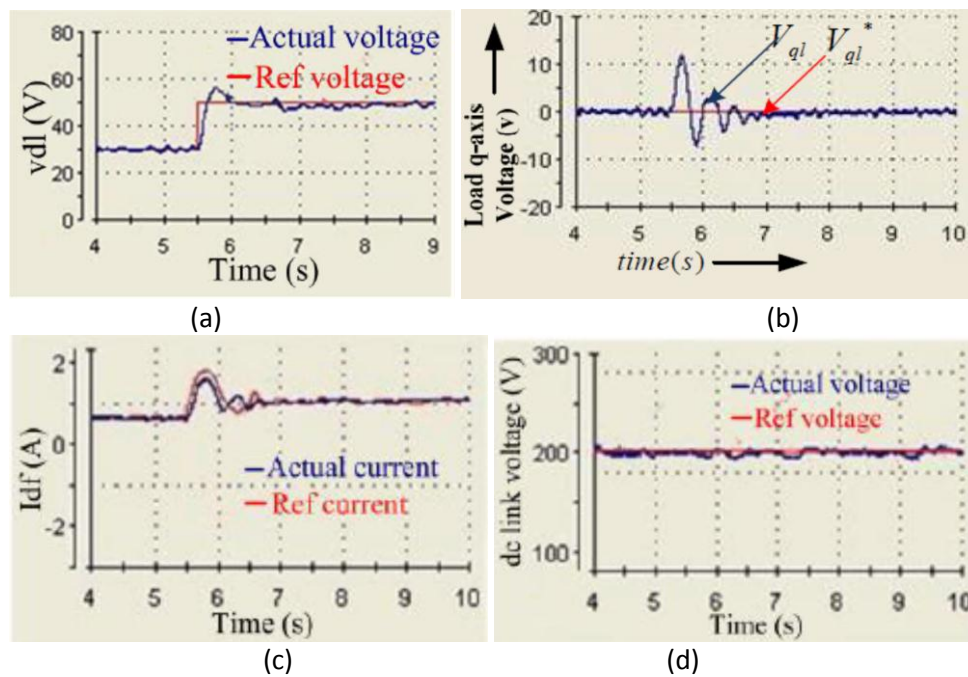 80
60
40
20
0
vdl (V)
Actual voltage
Ref voltage
4 5 6 7 8 9
Time (s)
(a)
20
10
0
-10
-20
Load q-axis
Voltage (v)
V_ql V_ql*
4 5 6 7 8 9 10
time(s)
(b)
2
0
-2
Idf (A)
Actual current
Ref current
4 5 6 7 8 9 10
Time (s)
(c)
300
200
100
dc link voltage (V)
Actual voltage
Ref voltage
4 5 6 7 8 9 10
Time (s)
(d)